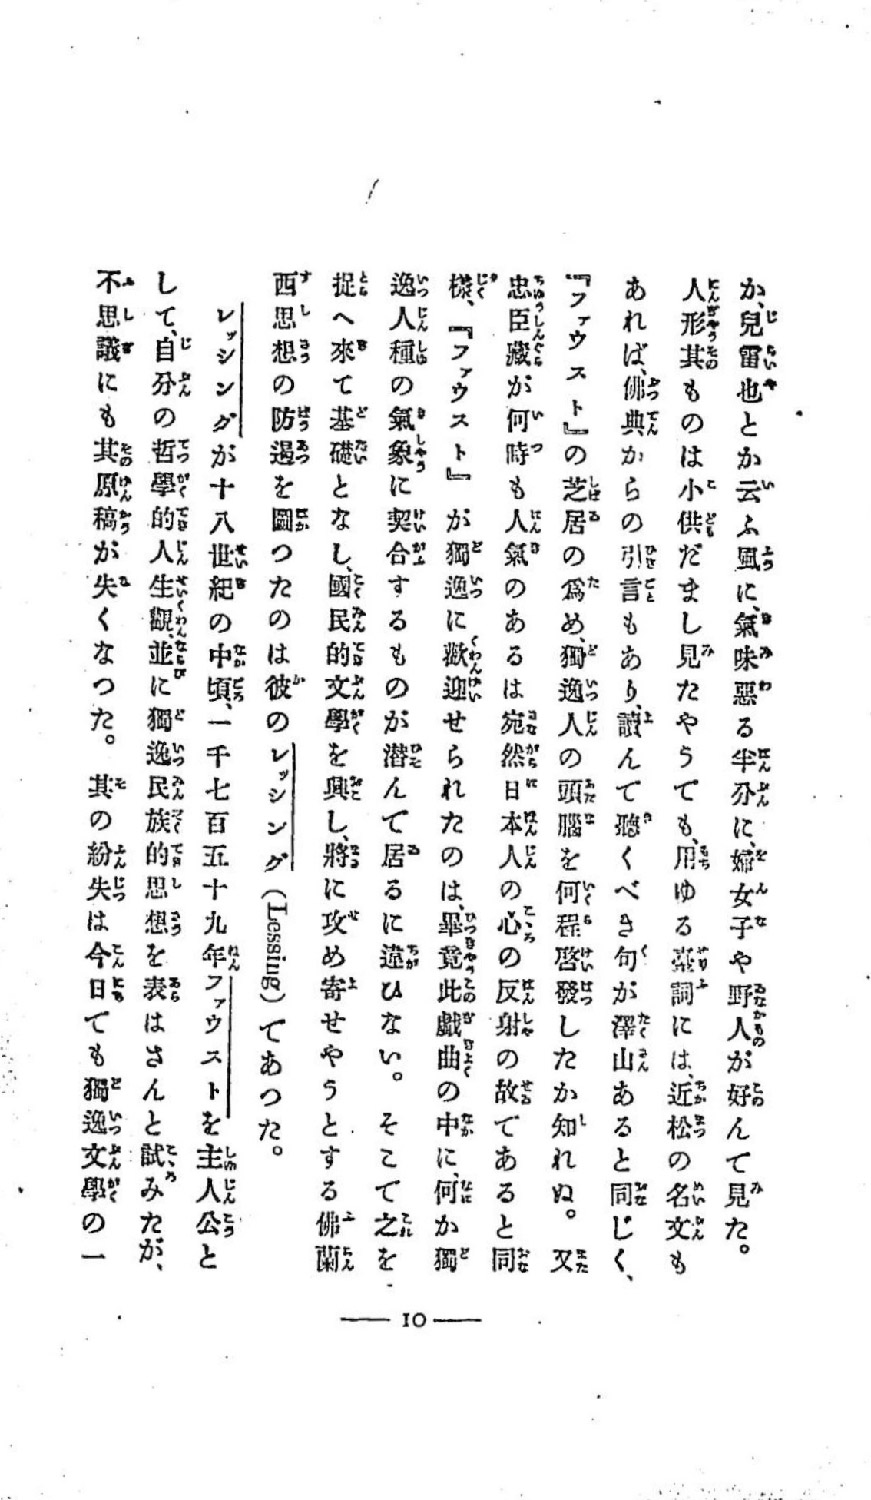 か、兒雷也とか云ふ風に、氣味惡る半分に、婦女子や野人が好んて見た。
人形其ものは小供だまし見たやうても、用ゆる臺詞には、近松の名文も
あれば、佛典からの引言もあり、讀んて聽くべき句が澤山あると同じく、
『ファウスト』の芝居の爲め、獨逸人の頭腦を何程啓發したか知れぬ。又
忠臣藏が何時も人氣のあるは宛然日本人の心の反射の故てあると同
樣、『ファウスト』が獨逸に歡迎せられたのは、畢竟此戲曲の中に、何か獨
逸人種の氣象に契合するものが潜んて居るに違ひない。そこて之を
捉へ來て基礎となし、國民的文學を興し、將に攻め寄せやうとする佛蘭
西思想の防遏を圖つたのは彼のレッシング(Lessing)てあつた。
レッシングが十八世紀の中頃、一千七百五十九年ファウストを主人公と
して、自分の哲學的人生觀、並に獨逸民族的思想を表はさんと試みたが、
不思議にも其原稿が失くなつた。其の紛失は今日ても獨逸文學の一
— 10 —